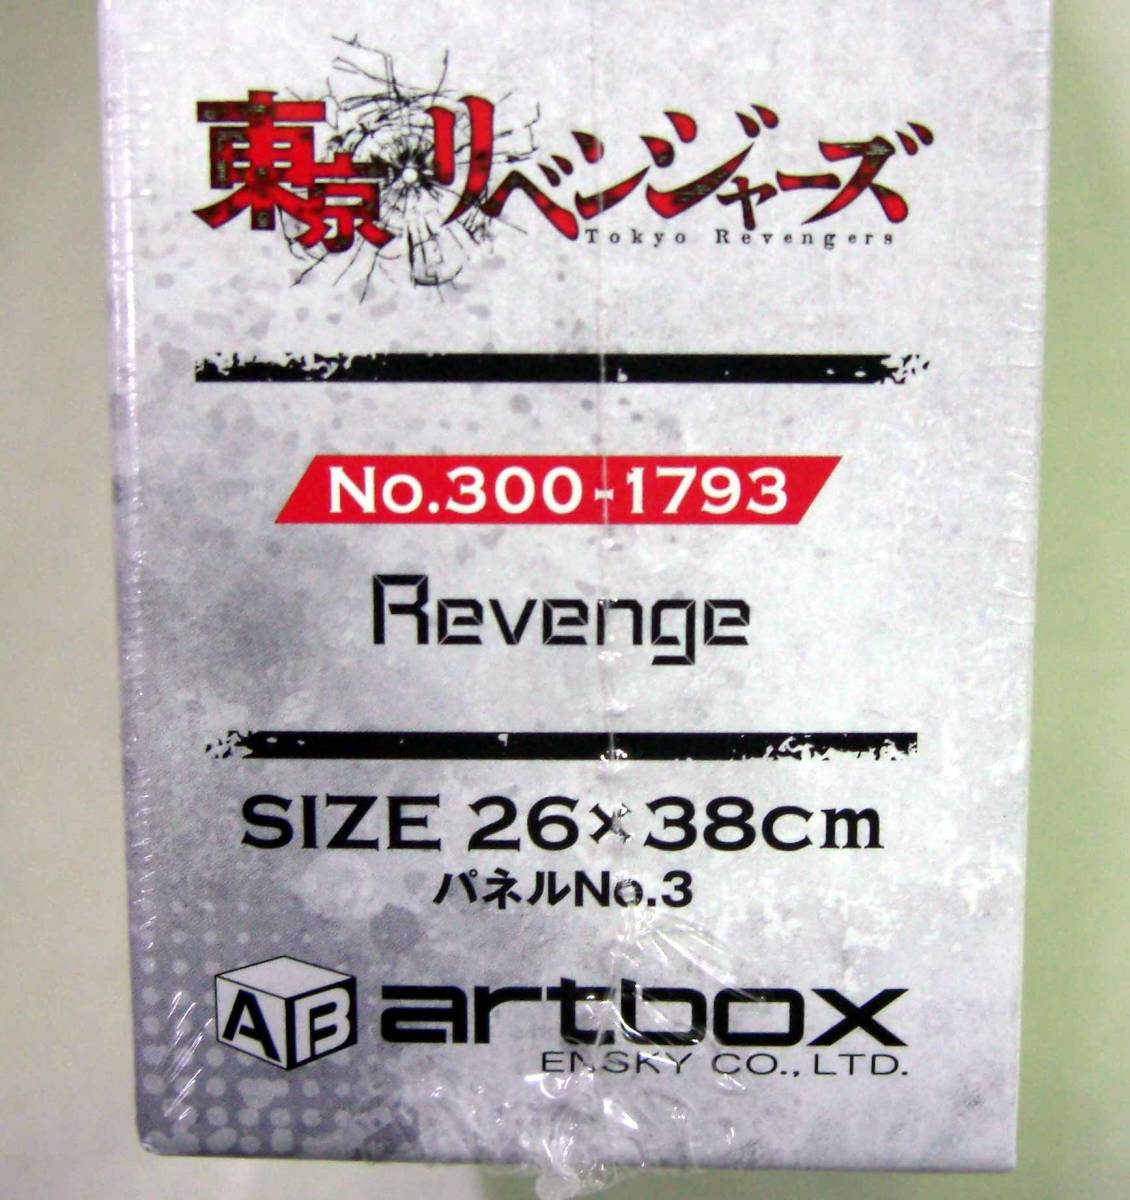 東京リベンジャーズ
Tokyo Revengers
No.300-1793
Revenge
SIZE 26×38cm
パネルNo.3
AB artbox
ENSKY CO., LTD.